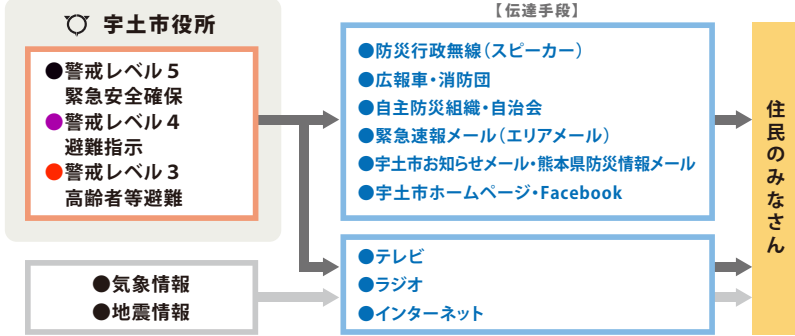 【伝達手段】
宇土市役所
●警戒レベル5
緊急安全確保
●警戒レベル4
避難指示
●警戒レベル3
高齢者等避難
●気象情報
●地震情報
●防災行政無線（スピーカー）
●広報車・消防団
●自主防災組織・自治会
●緊急速報メール（エリアメール）
●宇土市お知らせメール・熊本県防災情報メール
●宇土市ホームページ・Facebook
●テレビ
●ラジオ
●インターネット
住民のみなさん